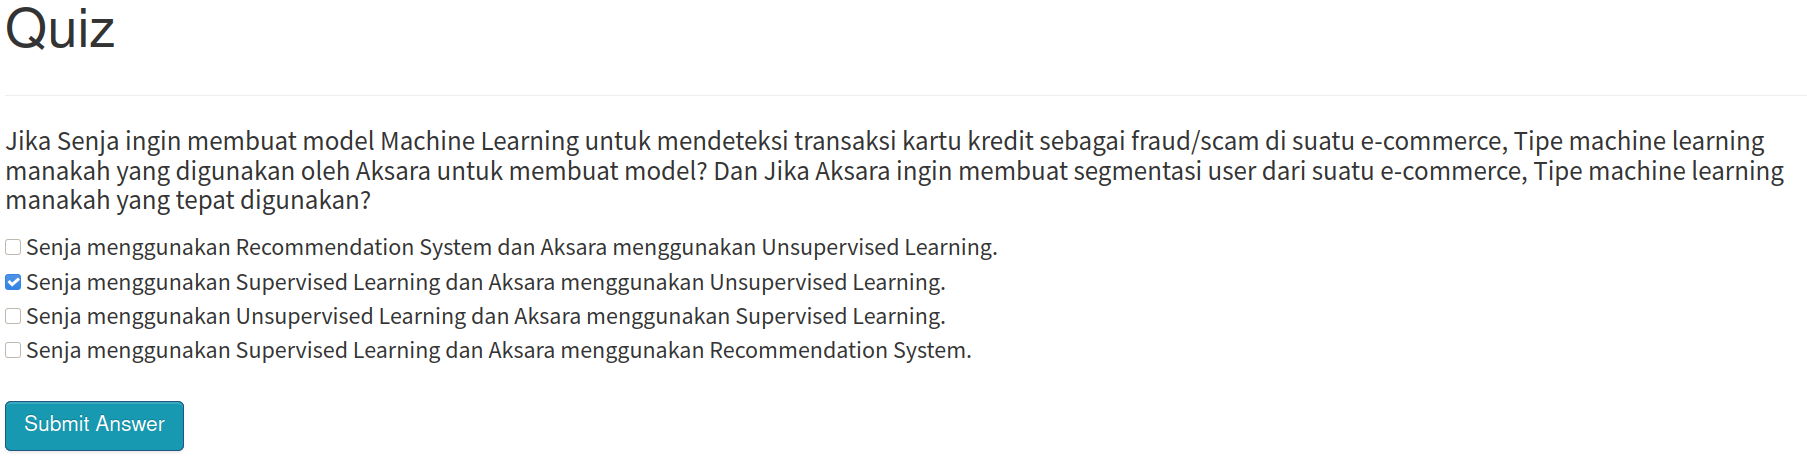 Quiz
Jika Senja ingin membuat model Machine Learning untuk mendeteksi transaksi kartu kredit sebagai fraud/scam di suatu e-commerce, Tipe machine learning
manakah yang digunakan oleh Aksara untuk membuat model? Dan Jika Aksara ingin membuat segmentasi user dari suatu e-commerce, Tipe machine learning
manakah yang tepat digunakan?
Senja menggunakan Recommendation System dan Aksara menggunakan Unsupervised Learning.
Senja menggunakan Supervised Learning dan Aksara menggunakan Unsupervised Learning.
Senja menggunakan Unsupervised Learning dan Aksara menggunakan Supervised Learning.
Senja menggunakan Supervised Learning dan Aksara menggunakan Recommendation System.
Submit Answer